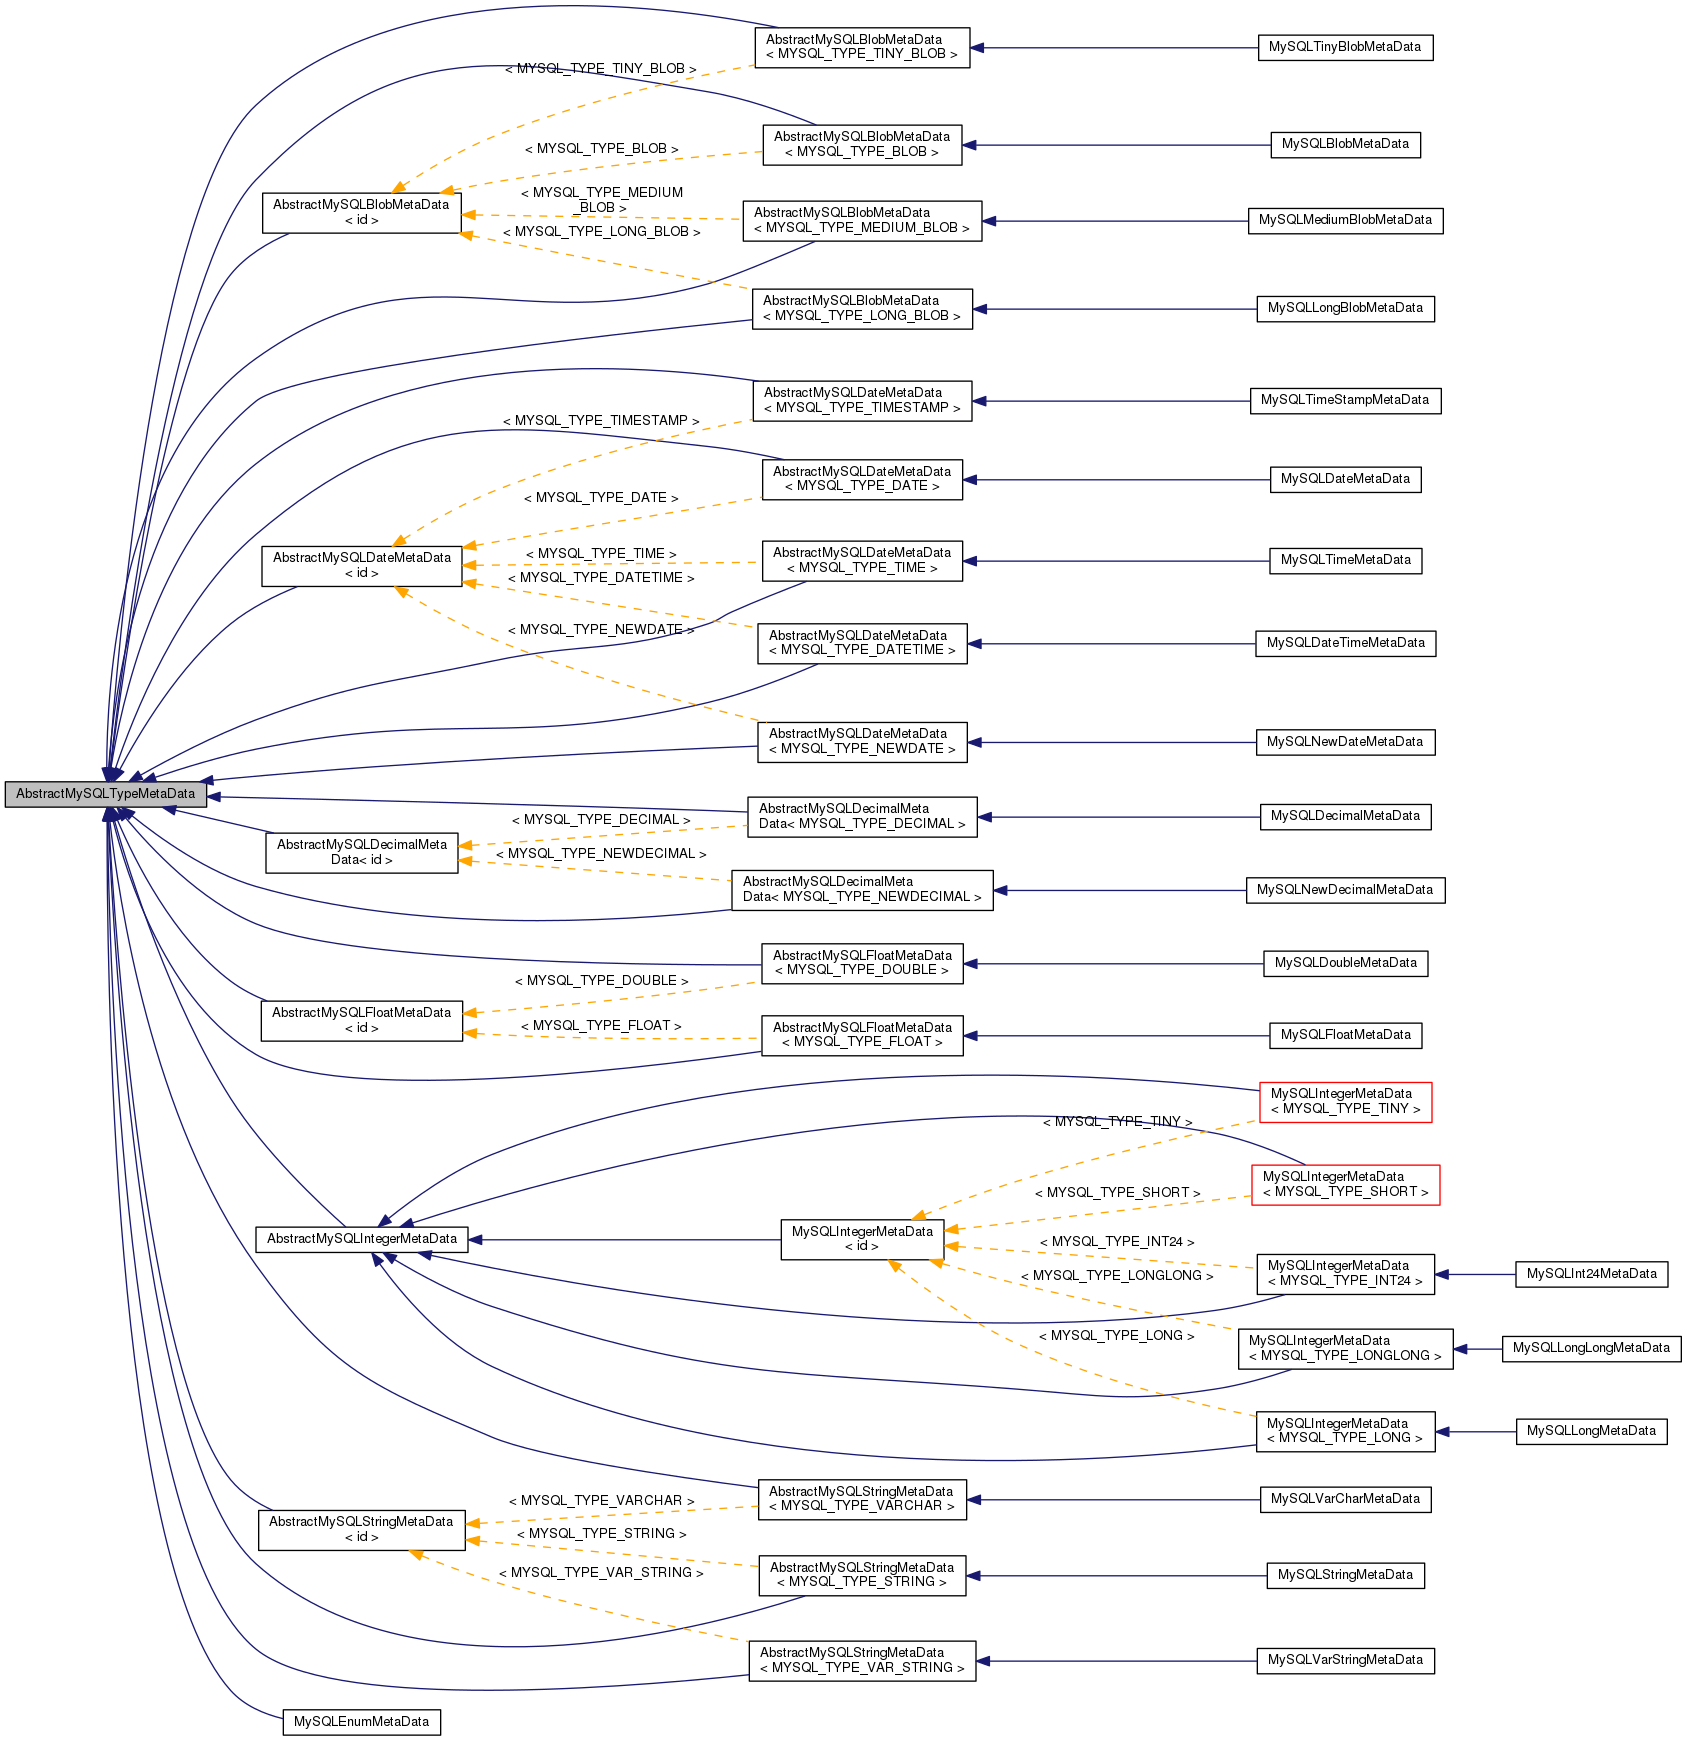 AbstractMySQLBlobMetaData
< MYSQL_TYPE_TINY_BLOB >
MySQLTinyBlobMetaData
< MYSQL_TYPE_TINY_BLOB >
AbstractMySQLBlobMetaData
< MYSQL_TYPE_BLOB >
MySQLBlobMetaData
< MYSQL_TYPE_BLOB >
< MYSQL_TYPE_MEDIUM
_BLOB >
AbstractMySQLBlobMetaData
< id >
AbstractMySQLBlobMetaData
< MYSQL_TYPE_MEDIUM_BLOB >
MySQLMediumBlobMetaData
< MYSQL_TYPE_LONG_BLOB >
AbstractMySQLBlobMetaData
< MYSQL_TYPE_LONG_BLOB >
MySQLLongBlobMetaData
AbstractMySQLDateMetaData
< MYSQL_TYPE_TIMESTAMP >
MySQLTimeStampMetaData
< MYSQL_TYPE_TIMESTAMP >
AbstractMySQLDateMetaData
< MYSQL_TYPE_DATE >
MySQLDateMetaData
< MYSQL_TYPE_DATE >
AbstractMySQLDateMetaData
< id >
< MYSQL_TYPE_TIME >
AbstractMySQLDateMetaData
< MYSQL_TYPE_TIME >
MySQLTimeMetaData
< MYSQL_TYPE_DATETIME >
< MYSQL_TYPE_NEWDATE >
AbstractMySQLDateMetaData
< MYSQL_TYPE_DATETIME >
MySQLDateTimeMetaData
AbstractMySQLDateMetaData
< MYSQL_TYPE_NEWDATE >
MySQLNewDateMetaData
AbstractMySQLTypeMetaData
AbstractMySQLDecimalMeta
Data< MYSQL_TYPE_DECIMAL >
MySQLDecimalMetaData
< MYSQL_TYPE_DECIMAL >
AbstractMySQLDecimalMeta
Data< id >
< MYSQL_TYPE_NEWDECIMAL >
AbstractMySQLDecimalMeta
Data< MYSQL_TYPE_NEWDECIMAL >
MySQLNewDecimalMetaData
AbstractMySQLFloatMetaData
< MYSQL_TYPE_DOUBLE >
MySQLDoubleMetaData
< MYSQL_TYPE_DOUBLE >
AbstractMySQLFloatMetaData
< id >
< MYSQL_TYPE_FLOAT >
AbstractMySQLFloatMetaData
< MYSQL_TYPE_FLOAT >
MySQLFloatMetaData
MySQLIntegerMetaData
< MYSQL_TYPE_TINY >
< MYSQL_TYPE_TINY >
MySQLIntegerMetaData
< MYSQL_TYPE_SHORT >
< MYSQL_TYPE_SHORT >
AbstractMySQLIntegerMetaData
MySQLIntegerMetaData
< id >
< MYSQL_TYPE_INT24 >
MySQLIntegerMetaData
< MYSQL_TYPE_INT24 >
MySQLInt24MetaData
< MYSQL_TYPE_LONGLONG >
< MYSQL_TYPE_LONG >
MySQLIntegerMetaData
< MYSQL_TYPE_LONGLONG >
MySQLLongLongMetaData
MySQLIntegerMetaData
< MYSQL_TYPE_LONG >
MySQLLongMetaData
AbstractMySQLStringMetaData
< MYSQL_TYPE_VARCHAR >
MySQLVarCharMetaData
< MYSQL_TYPE_VARCHAR >
AbstractMySQLStringMetaData
< id >
< MYSQL_TYPE_STRING >
< MYSQL_TYPE_VAR_STRING >
AbstractMySQLStringMetaData
< MYSQL_TYPE_STRING >
MySQLStringMetaData
AbstractMySQLStringMetaData
< MYSQL_TYPE_VAR_STRING >
MySQLVarStringMetaData
MySQLEnumMetaData